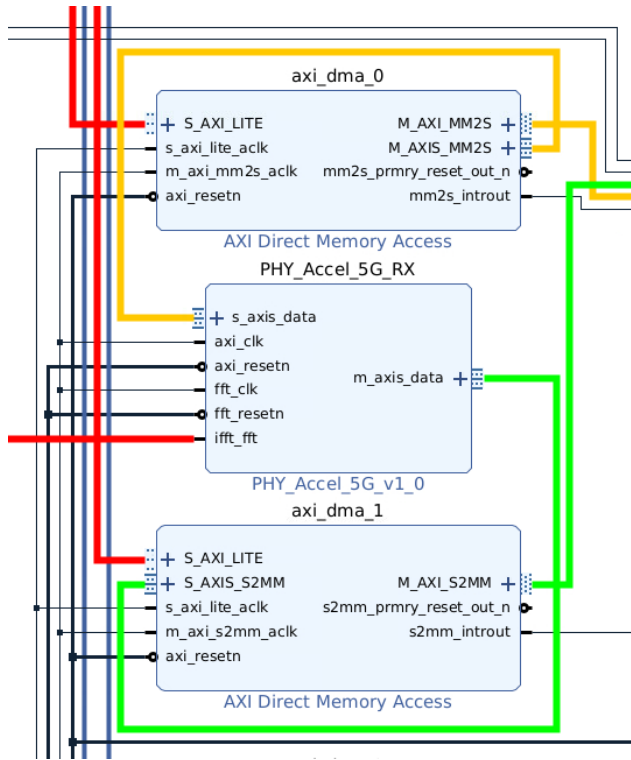 axi_dma_0
S_AXI_LITE
M_AXI_MM2S
s_axi_lite_aclk
M_AXIS_MM2S
m_axi_mm2s_aclk
mm2s_prmry_reset_out_n
axi_resetn
mm2s_introut
AXI Direct Memory Access
PHY_Accel_5G_RX
s_axis_data
axi_clk
axi_resetn
m_axis_data
fft_clk
fft_resetn
ifft_fft
PHY_Accel_5G_v1_0
axi_dma_1
S_AXI_LITE
S_AXIS_S2MM
M_AXI_S2MM
s_axi_lite_aclk
s2mm_prmry_reset_out_n
m_axi_s2mm_aclk
s2mm_introut
axi_resetn
AXI Direct Memory Access